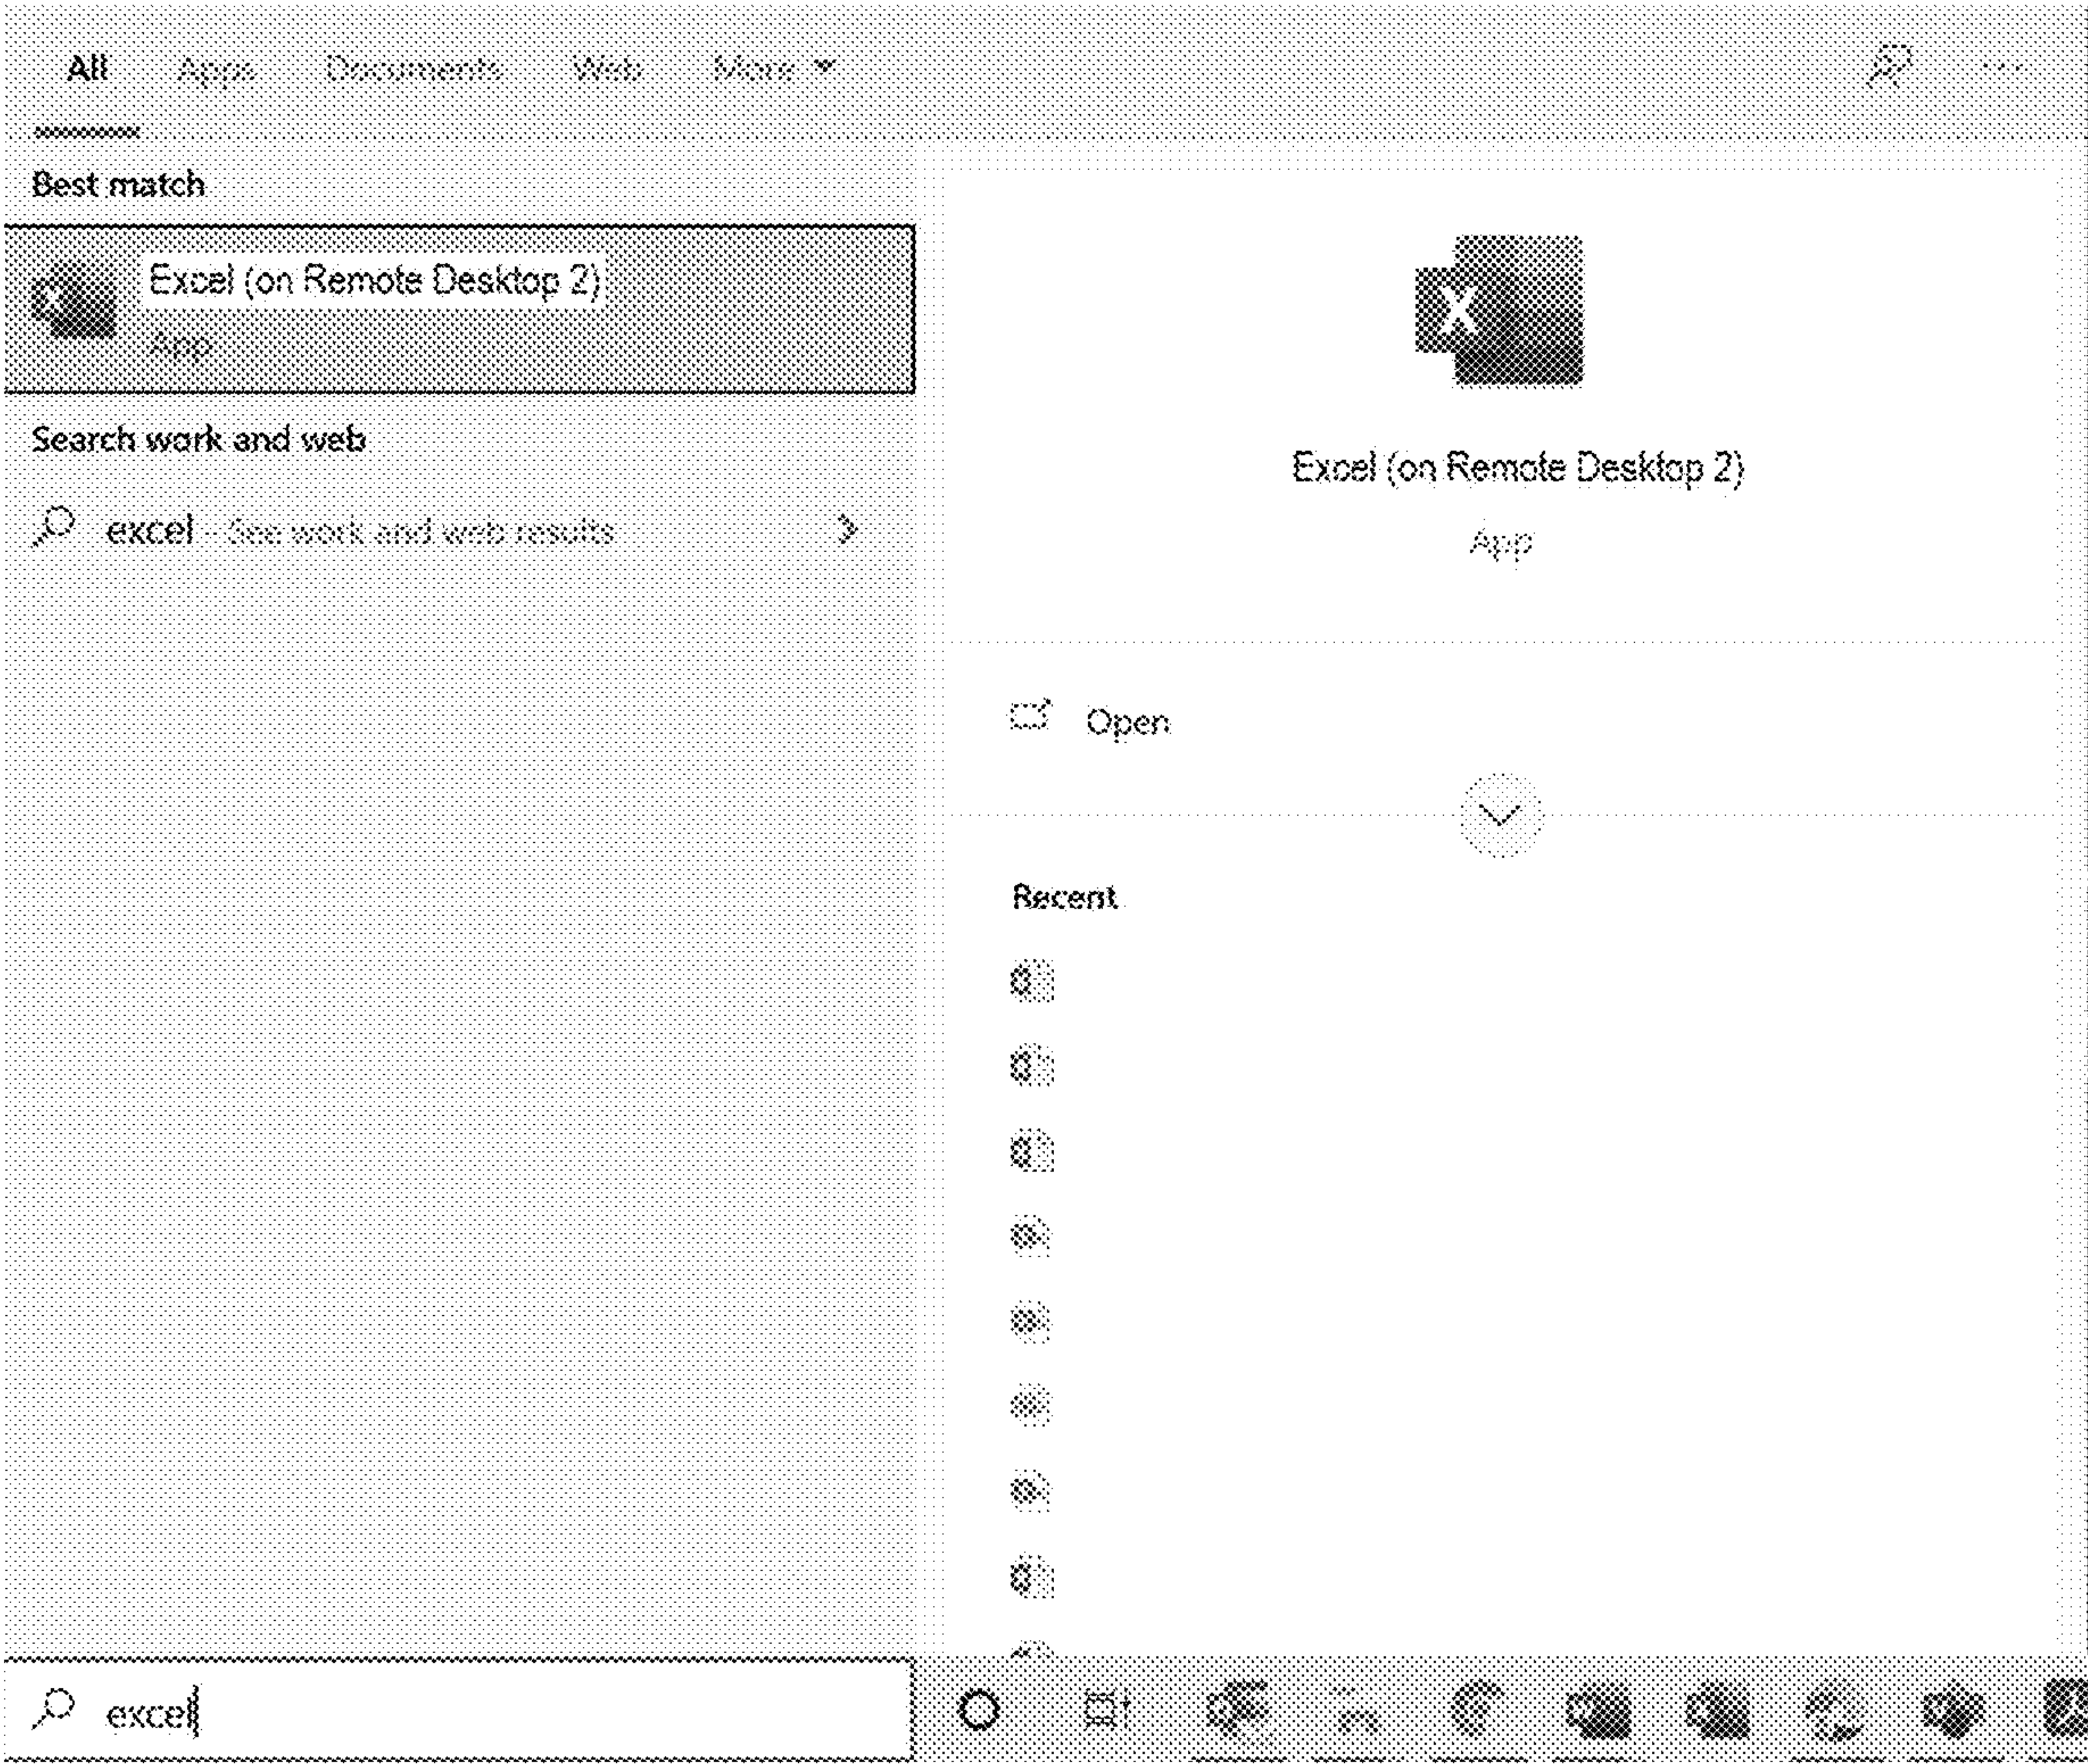 All Apps Documents Web More
Best match
Excel (on Remote Desktop 2)
App
Search work and web
excel - See work and web results
excel
X
Excel (on Remote Desktop 2)
App
Open
Recent